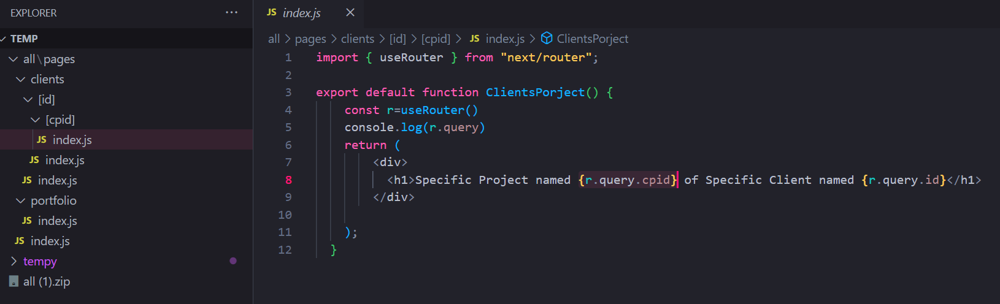 EXPLORER ···
TEMP
all\pages
clients
[id]
[cpid]
JS index.js
JS index.js
JS index.js
portfolio
JS index.js
JS index.js
tempy
all (1).zip
JS index.js ×
all > pages > clients > [id] > [cpid] > JS index.js > ClientsPorject
1 import { useRouter } from "next/router";
2
3 export default function ClientsPorject() {
4 const r=useRouter()
5 console.log(r.query)
6 return (
7 <div>
8 <h1>Specific Project named {r.query.cpid} of Specific Client named {r.query.id}</h1>
9 </div>
10
11 );
12 }